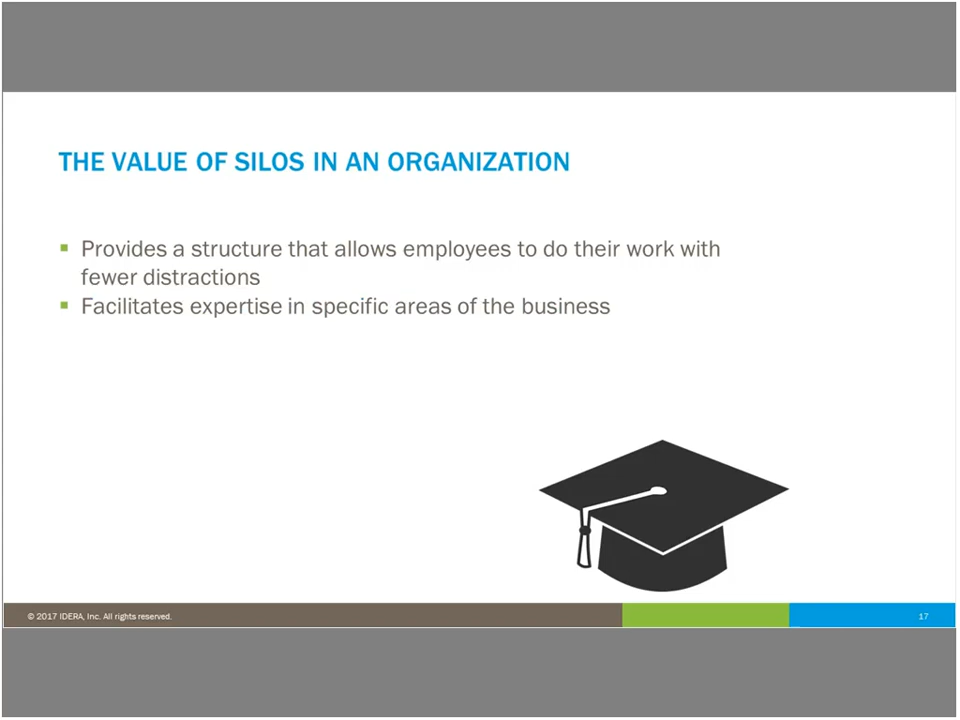 THE VALUE OF SILOS IN AN ORGANIZATION
▪ Provides a structure that allows employees to do their work with
fewer distractions
▪ Facilitates expertise in specific areas of the business
© 2017 IDERA, Inc. All rights reserved.
17